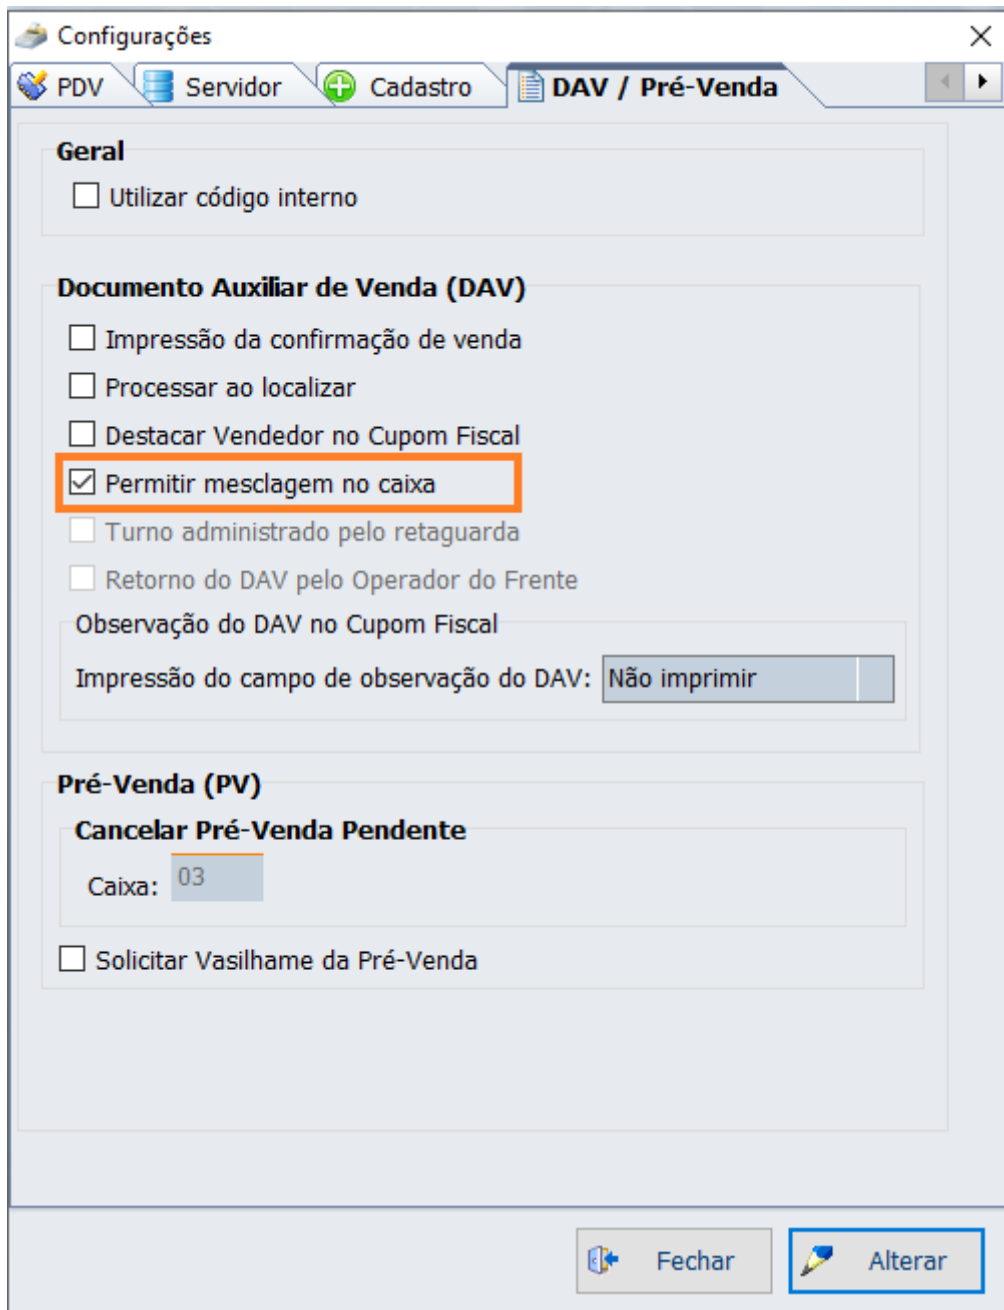 Configurações
PDV Servidor Cadastro DAV / Pré-Venda
Geral
Utilizar código interno
Documento Auxiliar de Venda (DAV)
Impressão da confirmação de venda
Processar ao localizar
Destacar Vendedor no Cupom Fiscal
Permitir mesclagem no caixa
Turno administrado pelo retaguarda
Retorno do DAV pelo Operador do Frente
Observação do DAV no Cupom Fiscal
Impressão do campo de observação do DAV: Não imprimir
Pré-Venda (PV)
Cancelar Pré-Venda Pendente
Caixa: 03
Solicitar Vasilhame da Pré-Venda
Fechar Alterar